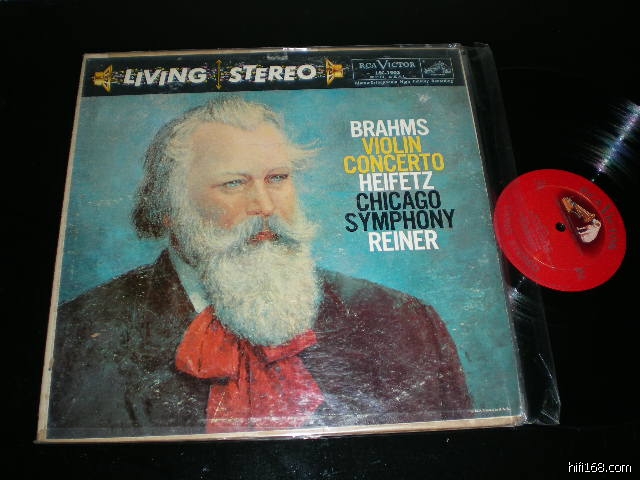 LIVING STEREO
RCA VICTOR
LSC-1903
BRAHMS
VIOLIN
CONCERTO
HEIFETZ
CHICAGO
SYMPHONY
REINER
hifi168.com